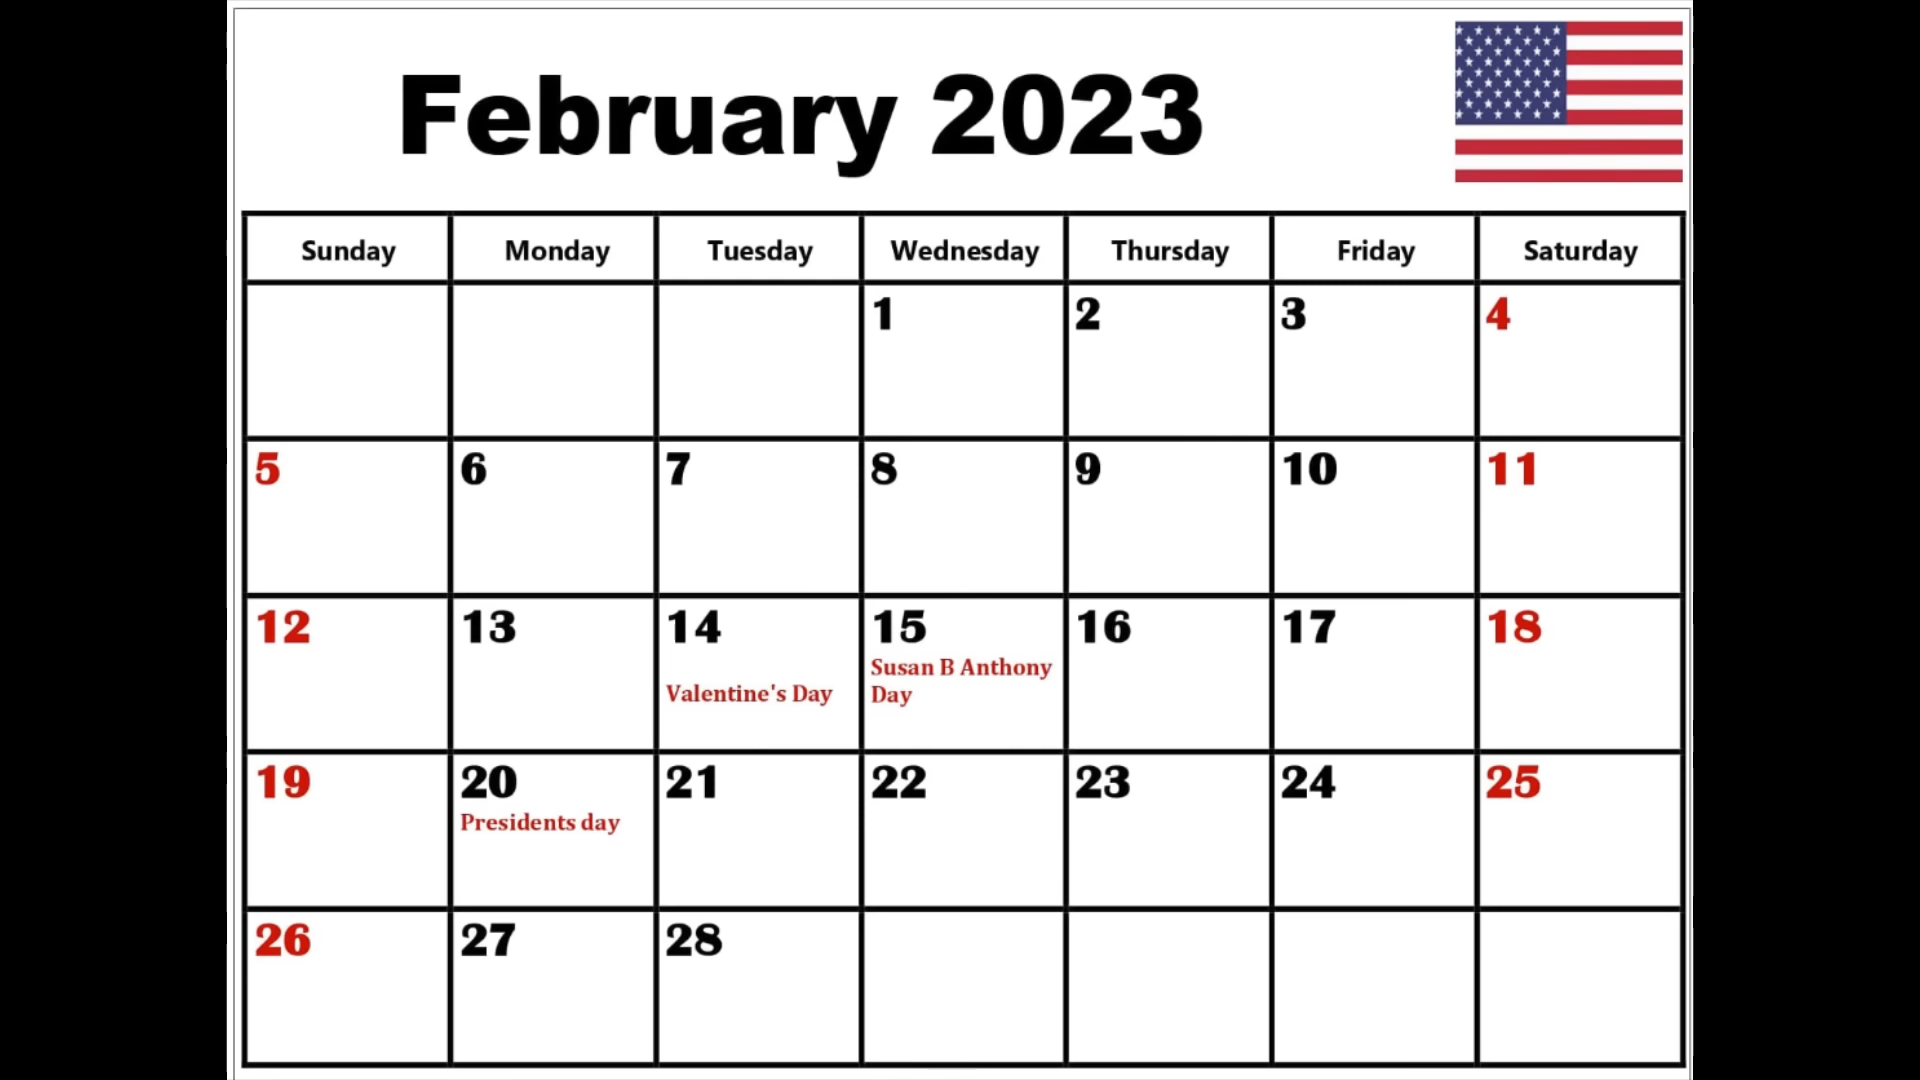 February 2023
Sunday Monday Tuesday Wednesday Thursday Friday Saturday
1 2 3 4
5 6 7 8 9 10 11
12 13 14 15 16 17 18
Valentine's Day
Susan B Anthony
Day
19 20 21 22 23 24 25
Presidents day
26 27 28